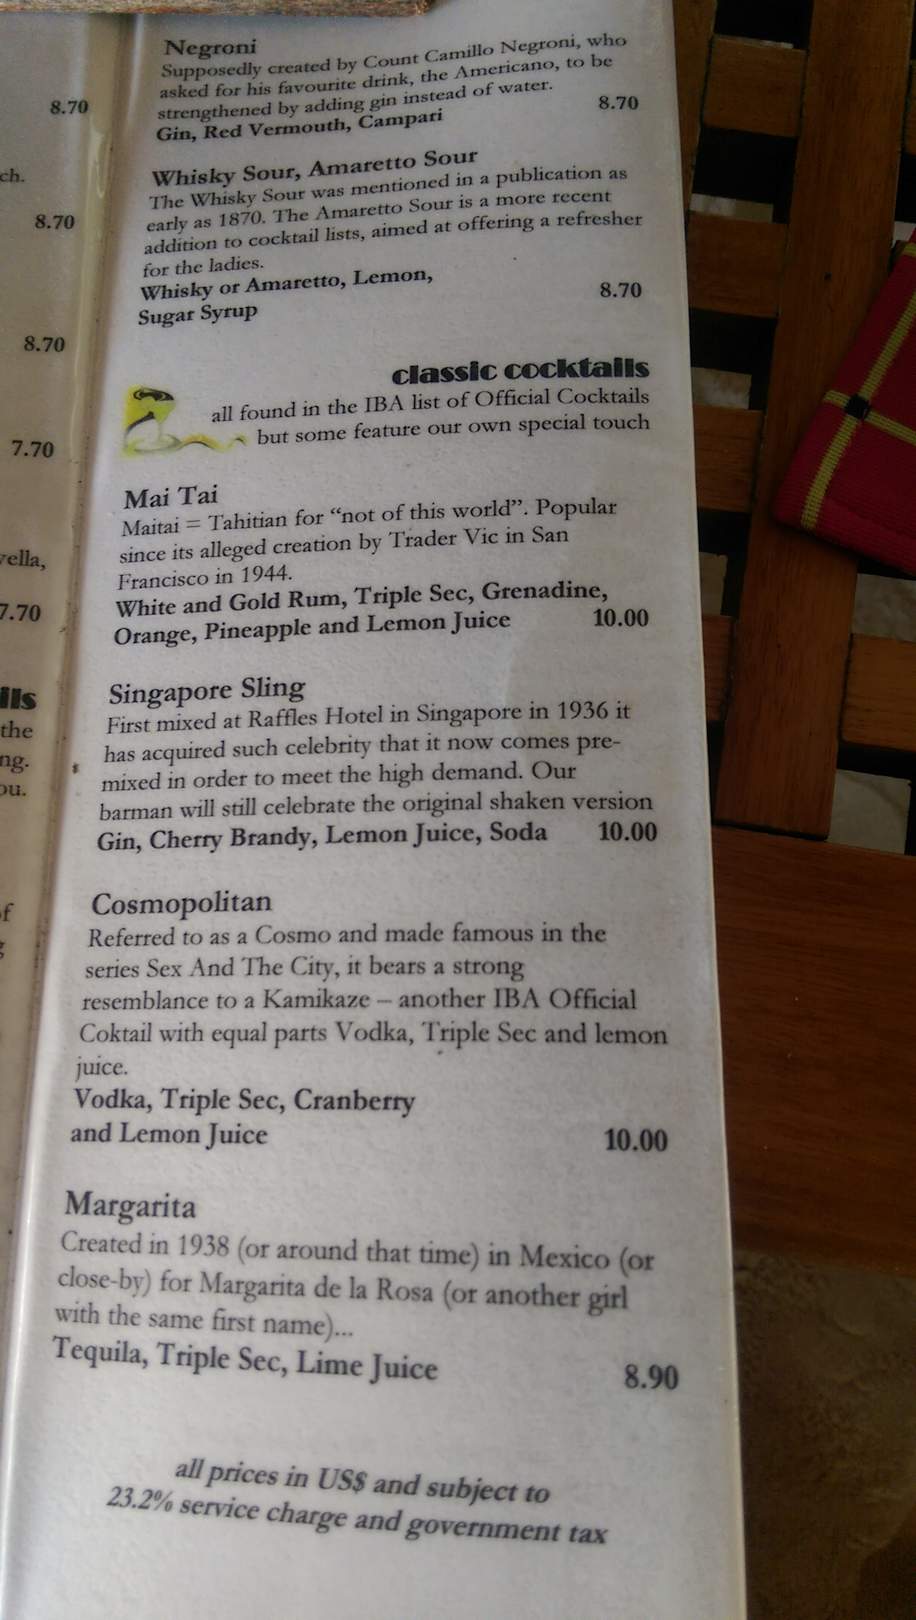 8.70
ch.
8.70
8.70
7.70
vella,
7.70
ils
the
ng.
ou.
of
g
Negroni
Supposedly created by Count Camillo Negroni, who
asked for his favourite drink, the Americano, to be
strengthened by adding gin instead of water.
Gin, Red Vermouth, Campari 8.70
Whisky Sour, Amaretto Sour
The Whisky Sour was mentioned in a publication as
early as 1870. The Amaretto Sour is a more recent
addition to cocktail lists, aimed at offering a refresher
for the ladies.
Whisky or Amaretto, Lemon,
Sugar Syrup 8.70
classic cocktails
all found in the IBA list of Official Cocktails
but some feature our own special touch
Mai Tai
Maitai = Tahitian for “not of this world”. Popular
since its alleged creation by Trader Vic in San
Francisco in 1944.
White and Gold Rum, Triple Sec, Grenadine,
Orange, Pineapple and Lemon Juice 10.00
Singapore Sling
First mixed at Raffles Hotel in Singapore in 1936 it
has acquired such celebrity that it now comes pre-
mixed in order to meet the high demand. Our
barman will still celebrate the original shaken version
Gin, Cherry Brandy, Lemon Juice, Soda 10.00
Cosmopolitan
Referred to as a Cosmo and made famous in the
series Sex And The City, it bears a strong
resemblance to a Kamikaze – another IBA Official
Coktail with equal parts Vodka, Triple Sec and lemon
juice.
Vodka, Triple Sec, Cranberry
and Lemon Juice 10.00
Margarita
Created in 1938 (or around that time) in Mexico (or
close-by) for Margarita de la Rosa (or another girl
with the same first name)...
Tequila, Triple Sec, Lime Juice 8.90
all prices in US$ and subject to
23.2% service charge and government tax